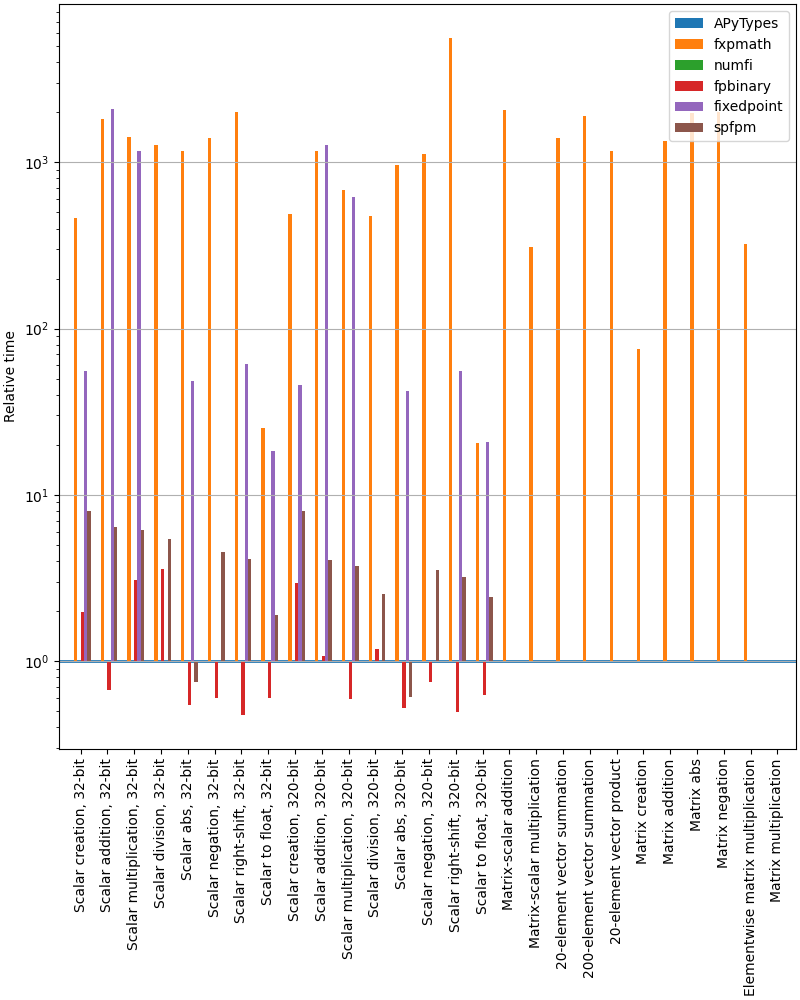 APyTypes
fxpmath
numfi
fpbinary
fixedpoint
spfpm
Relative time
10³
10²
10¹
10⁰
Scalar creation, 32-bit
Scalar addition, 32-bit
Scalar multiplication, 32-bit
Scalar division, 32-bit
Scalar abs, 32-bit
Scalar negation, 32-bit
Scalar right-shift, 32-bit
Scalar to float, 32-bit
Scalar creation, 320-bit
Scalar addition, 320-bit
Scalar multiplication, 320-bit
Scalar division, 320-bit
Scalar abs, 320-bit
Scalar negation, 320-bit
Scalar right-shift, 320-bit
Scalar to float, 320-bit
Matrix-scalar addition
Matrix-scalar multiplication
20-element vector summation
200-element vector summation
20-element vector product
Matrix creation
Matrix addition
Matrix abs
Matrix negation
Elementwise matrix multiplication
Matrix multiplication